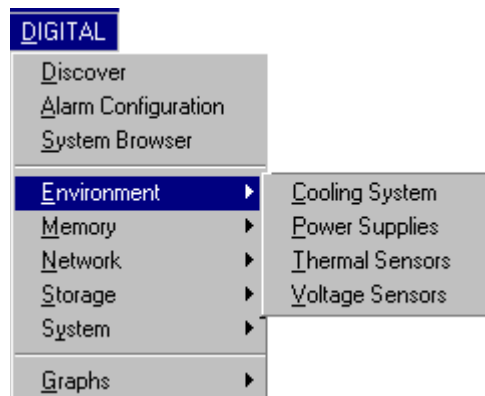 DIGITAL
Discover
Alarm Configuration
System Browser
Environment
Cooling System
Memory
Power Supplies
Network
Thermal Sensors
Storage
Voltage Sensors
System
Graphs